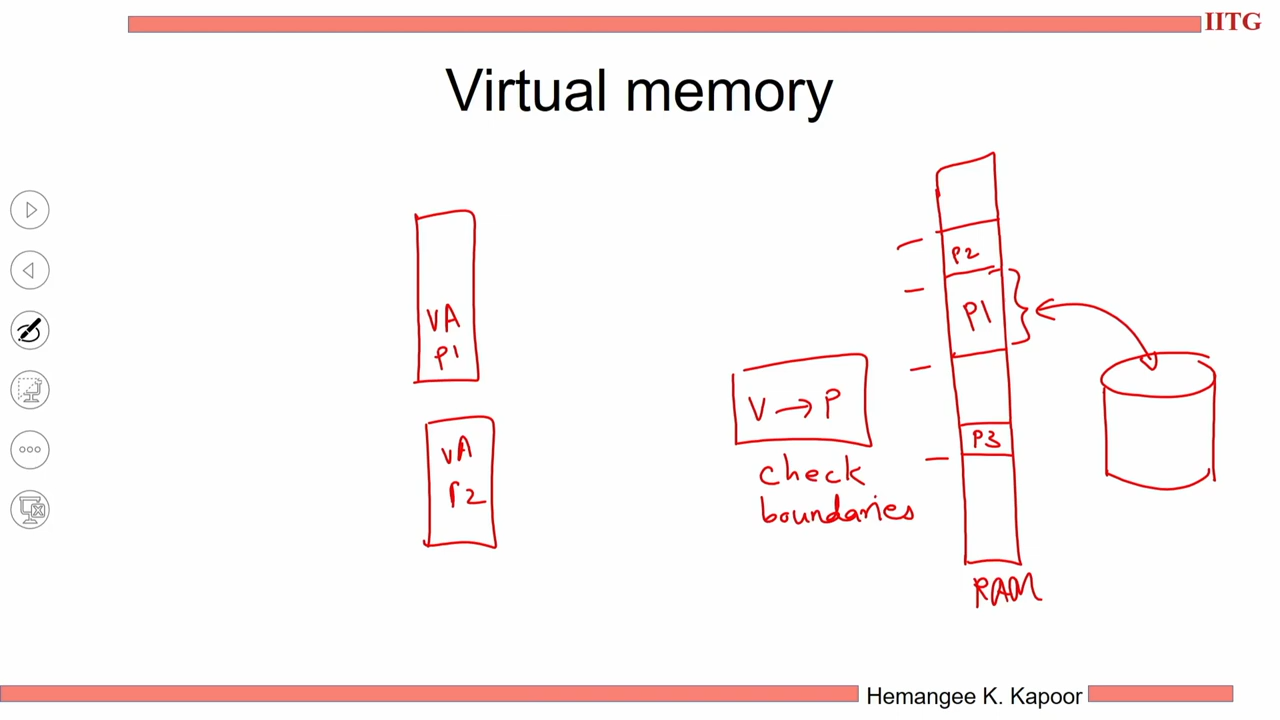 IITG
Virtual memory
VA
P1
VA
P2
V → P
check
boundaries
P2
P1
P3
RAM
Hemangee K. Kapoor